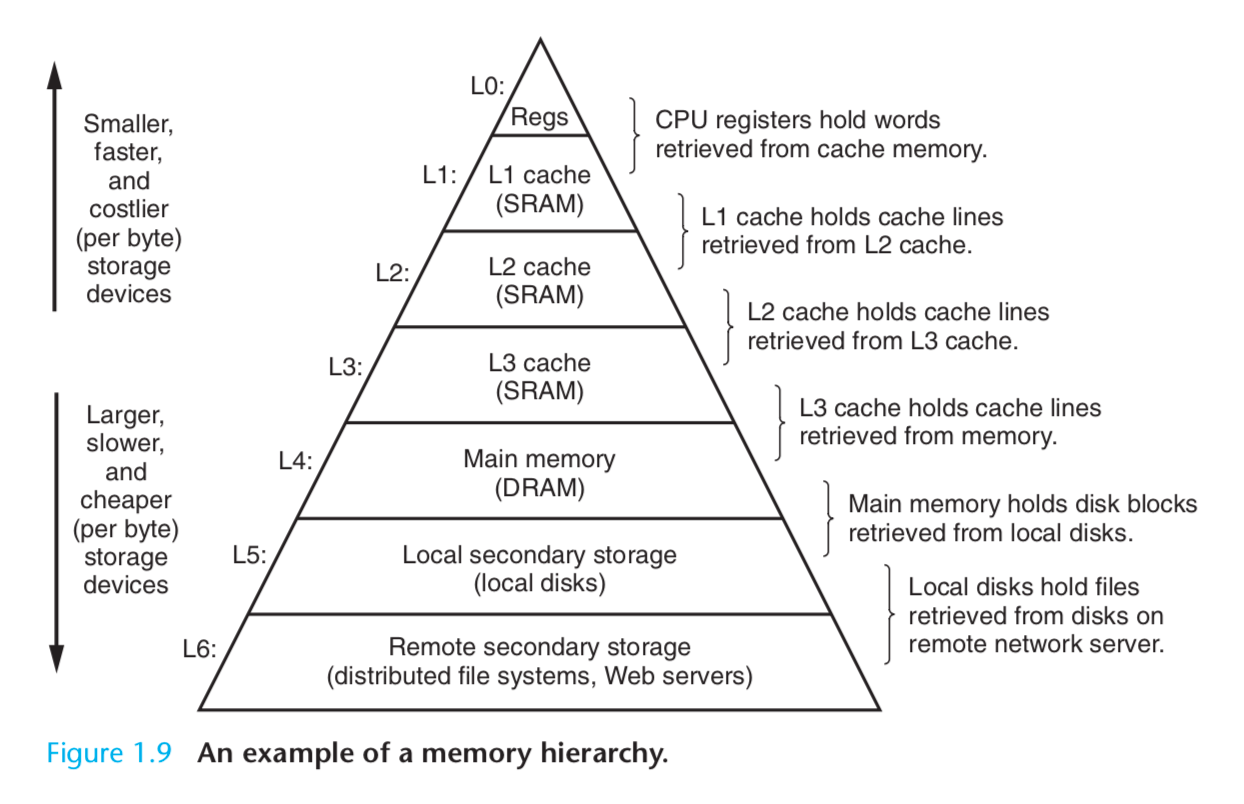 Smaller,
faster,
and
costlier
(per byte)
storage
devices
Larger,
slower,
and
cheaper
(per byte)
storage
devices
L0:
Regs
L1:
L1 cache
(SRAM)
L2:
L2 cache
(SRAM)
L3:
L3 cache
(SRAM)
L4:
Main memory
(DRAM)
L5:
Local secondary storage
(local disks)
L6:
Remote secondary storage
(distributed file systems, Web servers)
CPU registers hold words
retrieved from cache memory.
L1 cache holds cache lines
retrieved from L2 cache.
L2 cache holds cache lines
retrieved from L3 cache.
L3 cache holds cache lines
retrieved from memory.
Main memory holds disk blocks
retrieved from local disks.
Local disks hold files
retrieved from disks on
remote network server.
Figure 1.9 An example of a memory hierarchy.